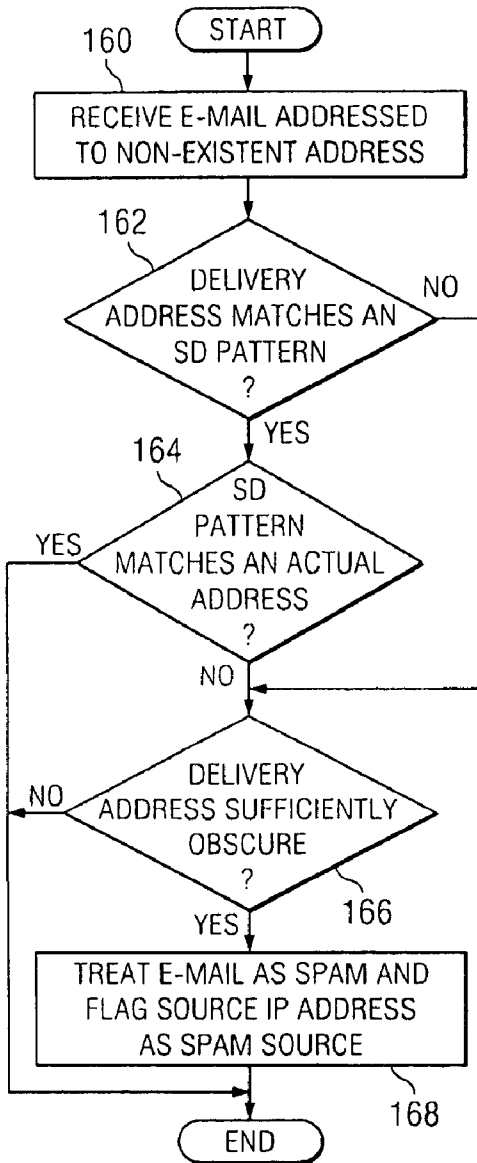 START
160
RECEIVE E-MAIL ADDRESSED
TO NON-EXISTENT ADDRESS
162
DELIVERY
ADDRESS MATCHES AN
SD PATTERN
?
NO
YES
164
SD
PATTERN
MATCHES AN ACTUAL
ADDRESS
?
YES
NO
DELIVERY
ADDRESS SUFFICIENTLY
OBSCURE
?
NO
166
YES
TREAT E-MAIL AS SPAM AND
FLAG SOURCE IP ADDRESS
AS SPAM SOURCE
168
END